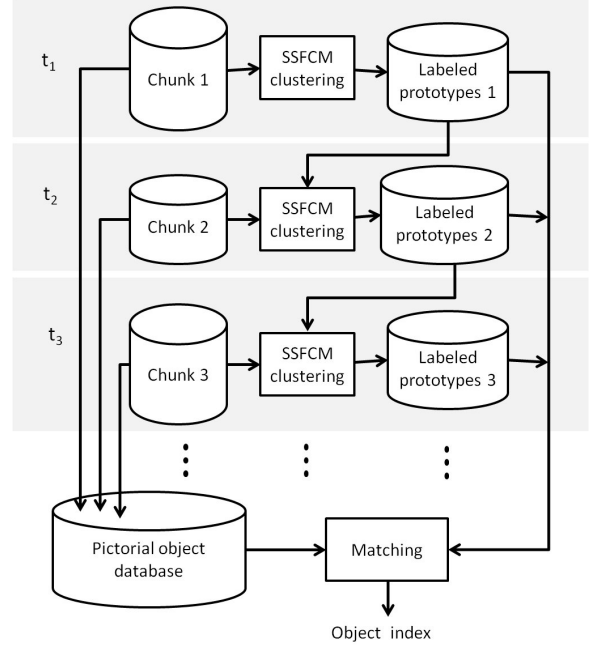 t1
Chunk 1
SSFCM
clustering
Labeled
prototypes 1
t2
Chunk 2
SSFCM
clustering
Labeled
prototypes 2
t3
Chunk 3
SSFCM
clustering
Labeled
prototypes 3
Pictorial object
database
Matching
Object index